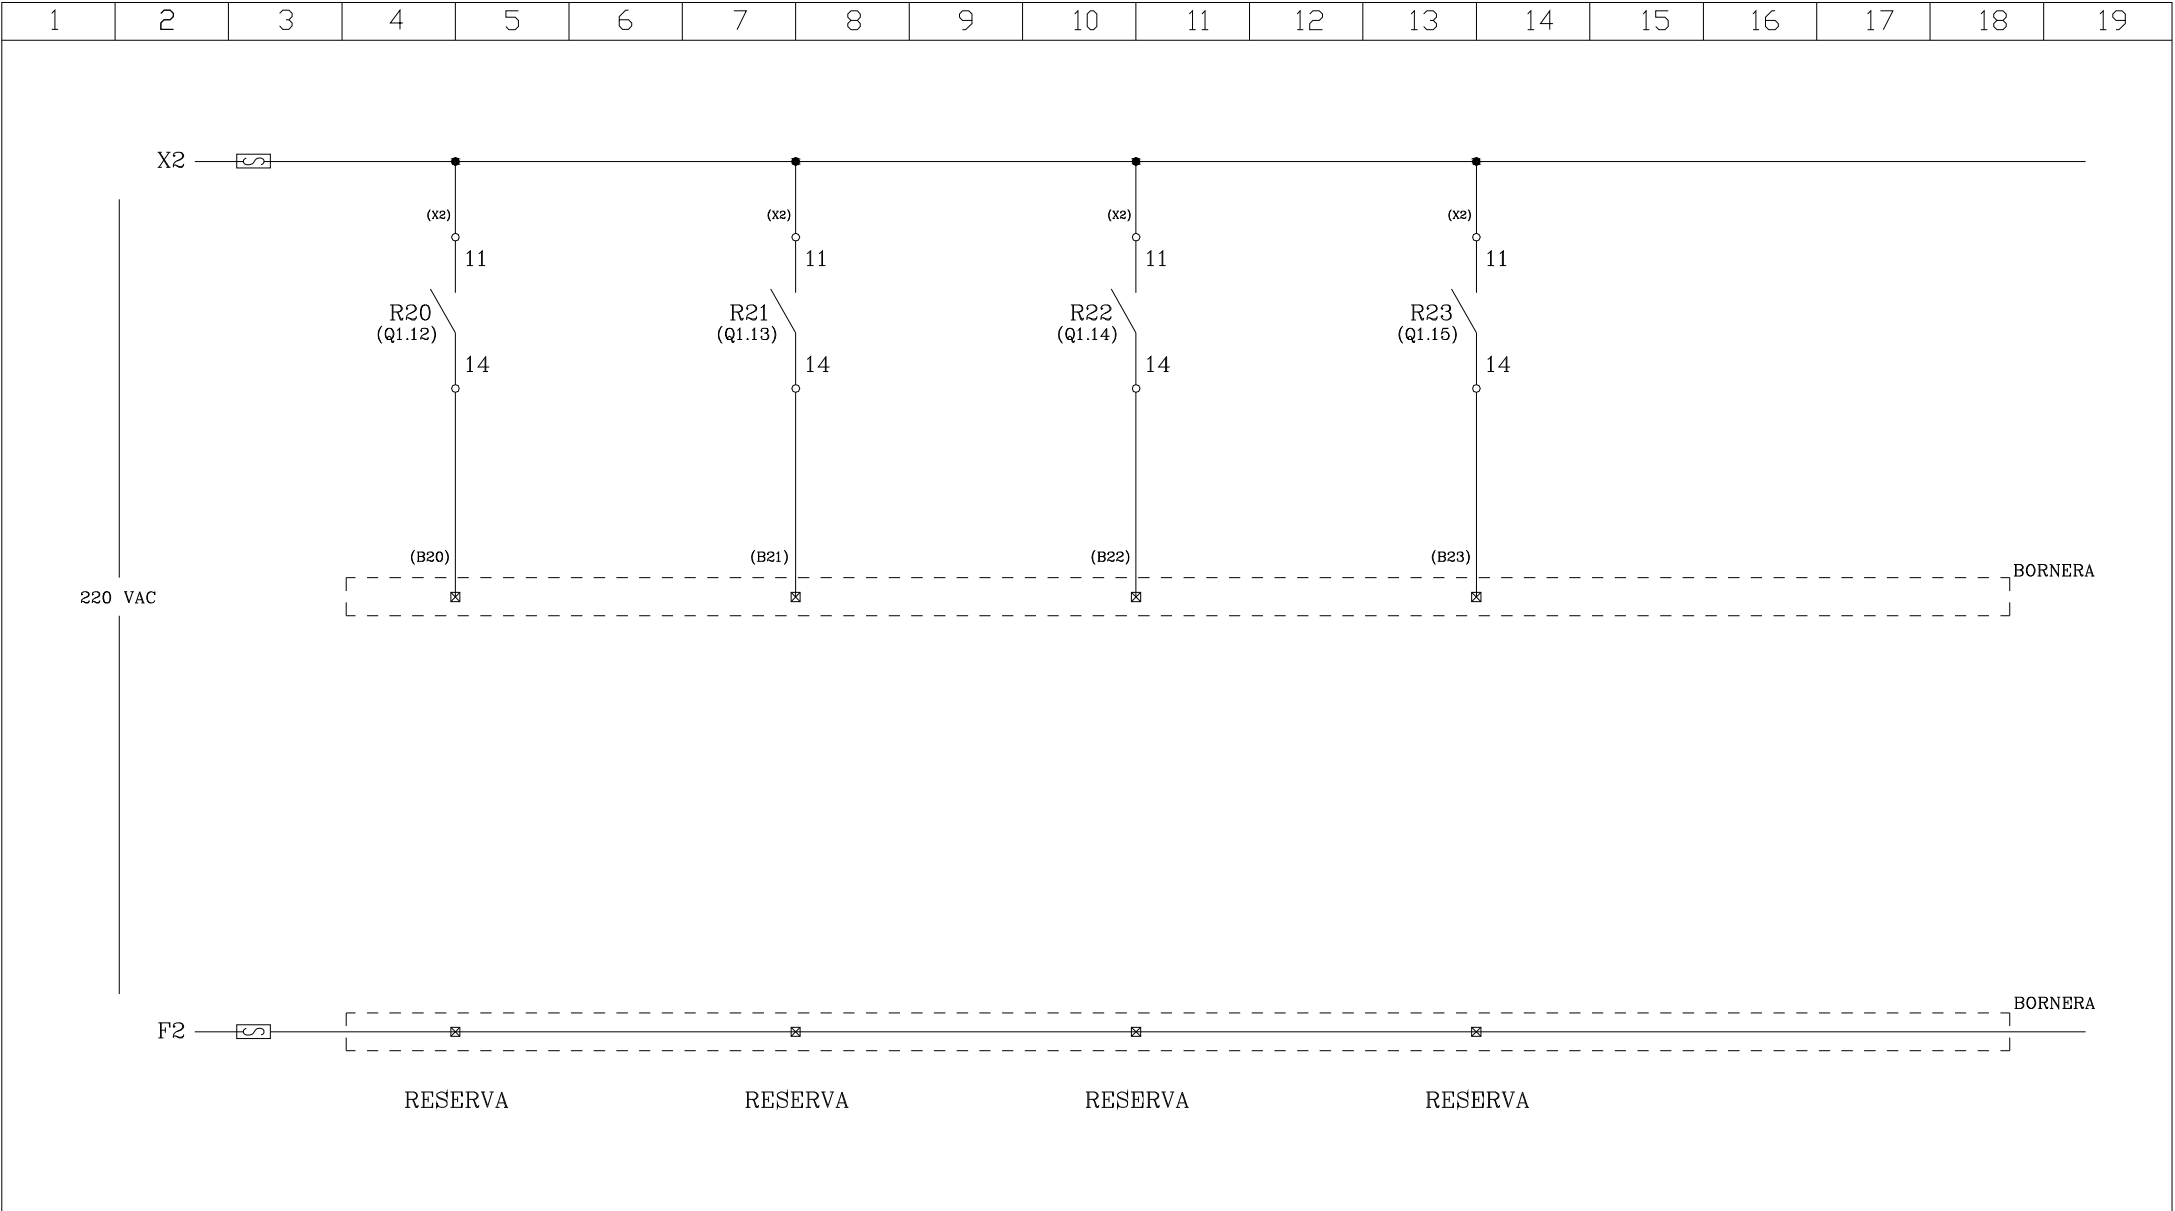 1 2 3 4 5 6 7 8 9 10 11 12 13 14 15 16 17 18 19
X2
(X2) (X2) (X2) (X2)
11 11 11 11
R20 R21 R22 R23
(Q1.12) (Q1.13) (Q1.14) (Q1.15)
14 14 14 14
(B20) (B21) (B22) (B23)
BORNERA
220 VAC
BORNERA
F2
RESERVA RESERVA RESERVA RESERVA